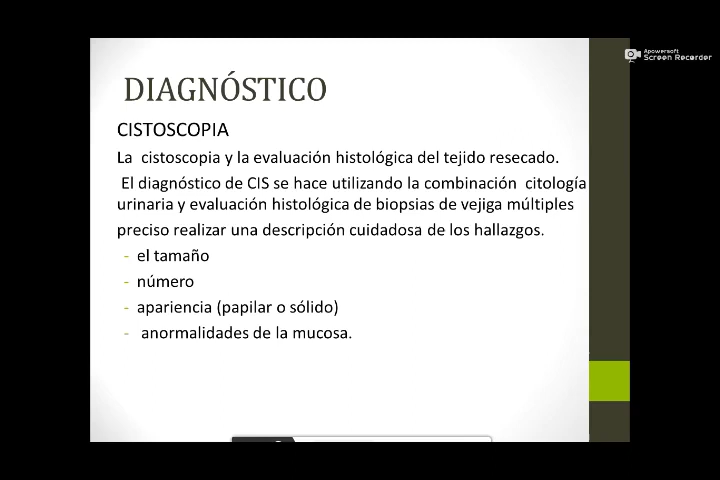 Apowersoft
Screen Recorder
DIAGNÓSTICO
CISTOSCOPIA
La cistoscopia y la evaluación histológica del tejido resecado.
El diagnóstico de CIS se hace utilizando la combinación citología
urinaria y evaluación histológica de biopsias de vejiga múltiples
preciso realizar una descripción cuidadosa de los hallazgos.
- el tamaño
- número
- apariencia (papilar o sólido)
- anormalidades de la mucosa.